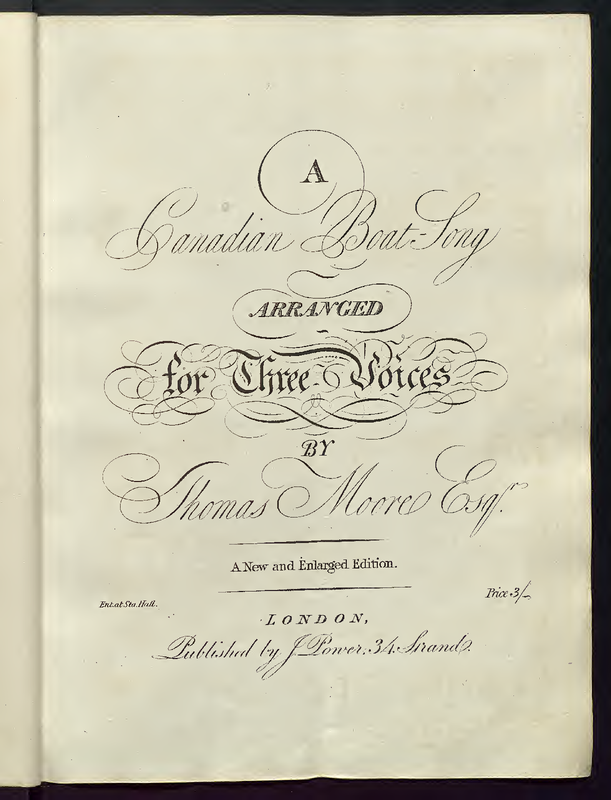 A
Canadian Boat-Song
ARRANGED
for Three Voices
BY
Thomas Moore Esqr.
A New and Enlarged Edition.
Ent. at Sta. Hall.
Price 3/-
LONDON,
Published by J. Power. 34. Strand.